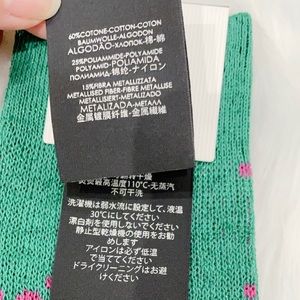 60%COTONE-COTTON-COTON
BAUMWOLLE-ALGODON
ALGODÃO-ХЛОПОК-棉-綿
25%POLIAMMIDE-POLYAMIDE
POLYAMID-POLIAMIDA
ПОЛИАМИД-锦纶-ナイロン
15%FIBRA METALLIZZATA
METALLISED FIBER-FIBRE METALLISE
METALLISIERT-METALIZADO
METALIZADA-МЕТАЛЛ
金属镀膜纤维-金属繊維
最高温度110℃-无蒸汽
不可干洗
洗濯機は弱水流に設定して、液温
30℃にしてください
漂白剤を使用しないでください
静止型乾燥機の使用をお勧め
します
アイロンは必ず低温
で当ててください
ドライクリーニングはお避
けください